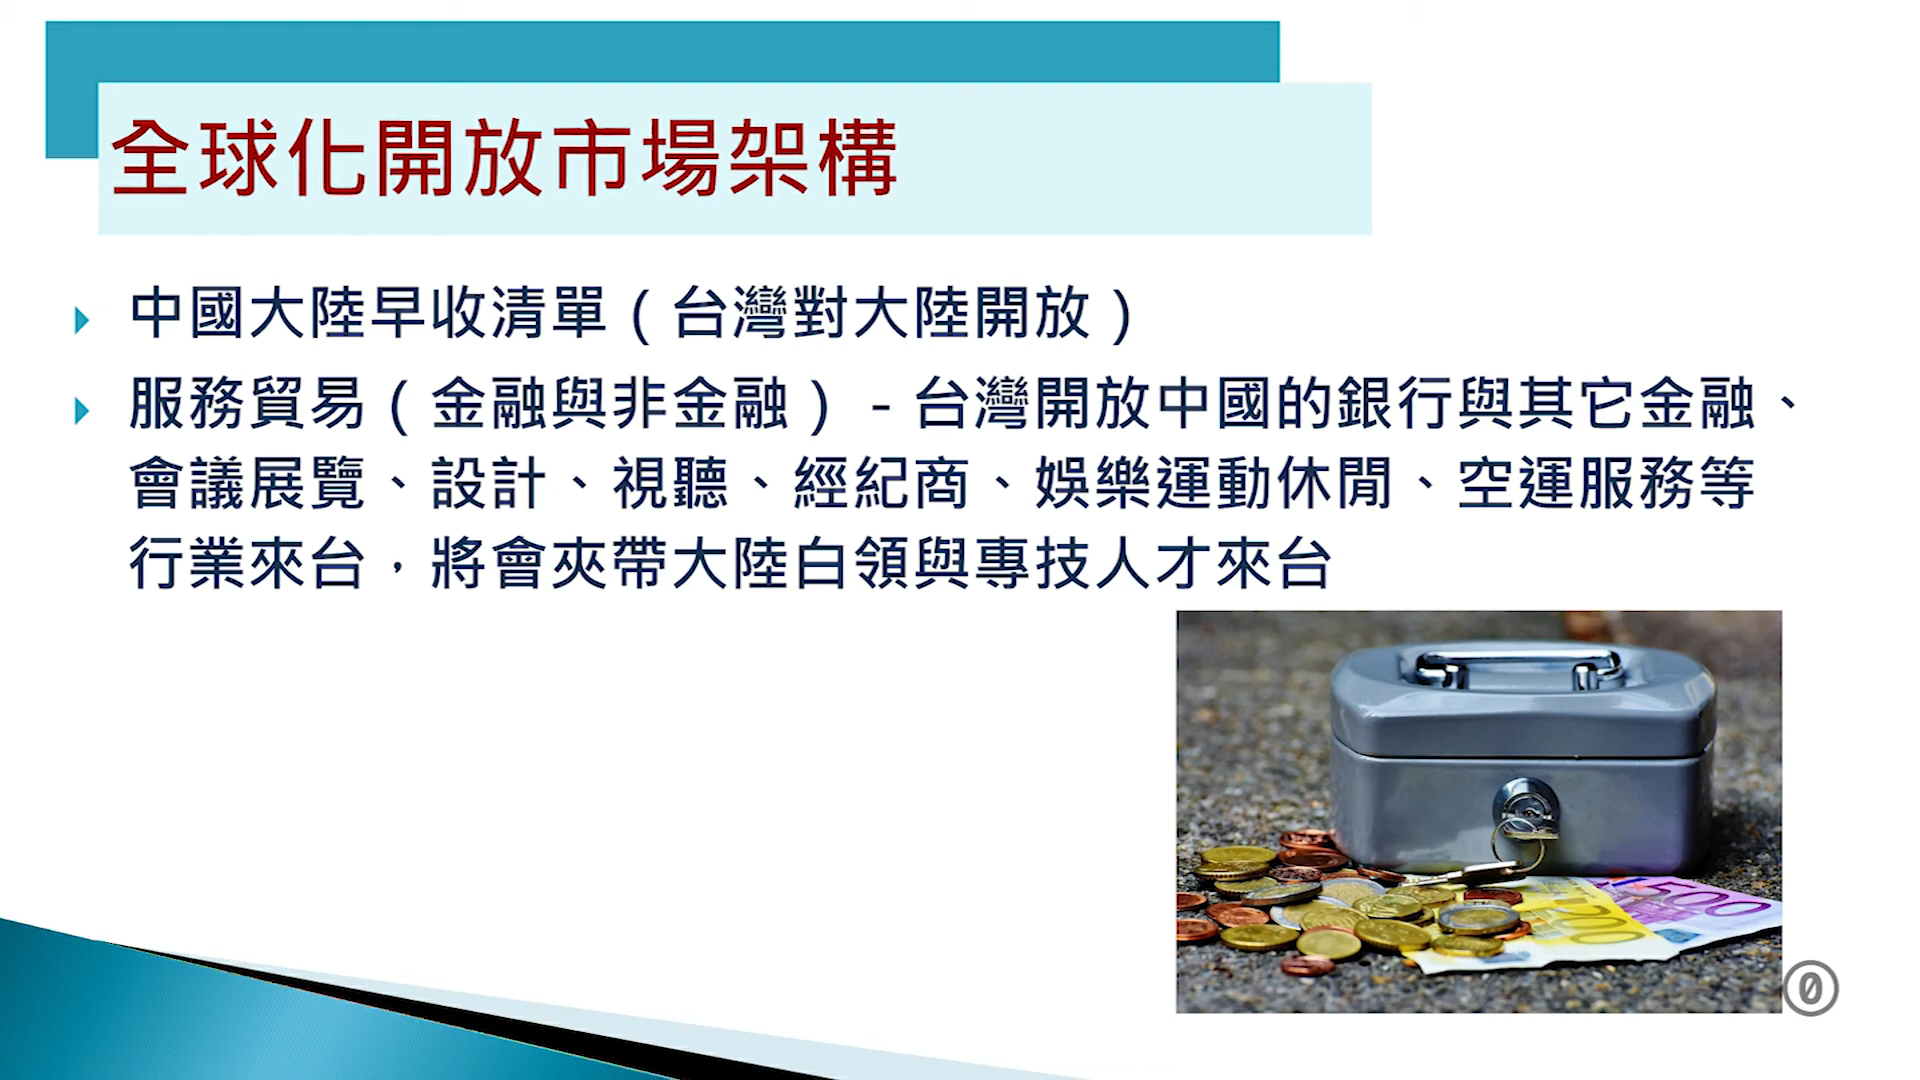 全球化開放市場架構
中國大陸早收清單（台灣對大陸開放）
服務貿易（金融與非金融）－台灣開放中國的銀行與其它金融、
會議展覽、設計、視聽、經紀商、娛樂運動休閒、空運服務等
行業來台，將會夾帶大陸白領與專技人才來台
200
500
0